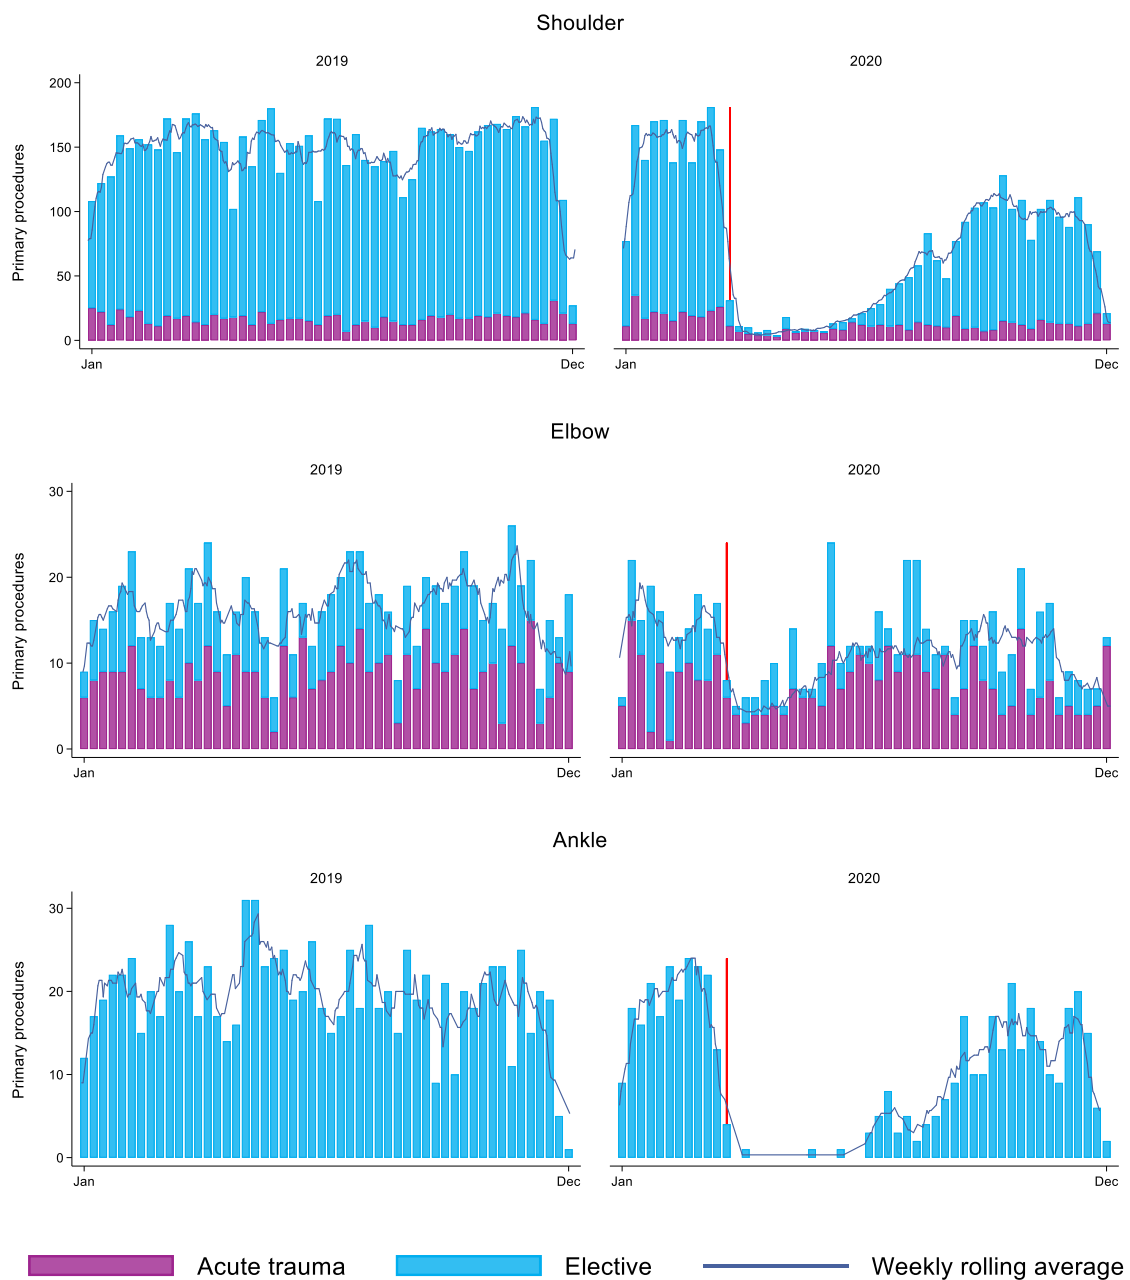 Shoulder
2019 2020
Primary procedures
200
150
100
50
0
Jan Dec Jan Dec
Elbow
2019 2020
Primary procedures
30
20
10
0
Jan Dec Jan Dec
Ankle
2019 2020
Primary procedures
30
20
10
0
Jan Dec Jan Dec
Acute trauma Elective Weekly rolling average